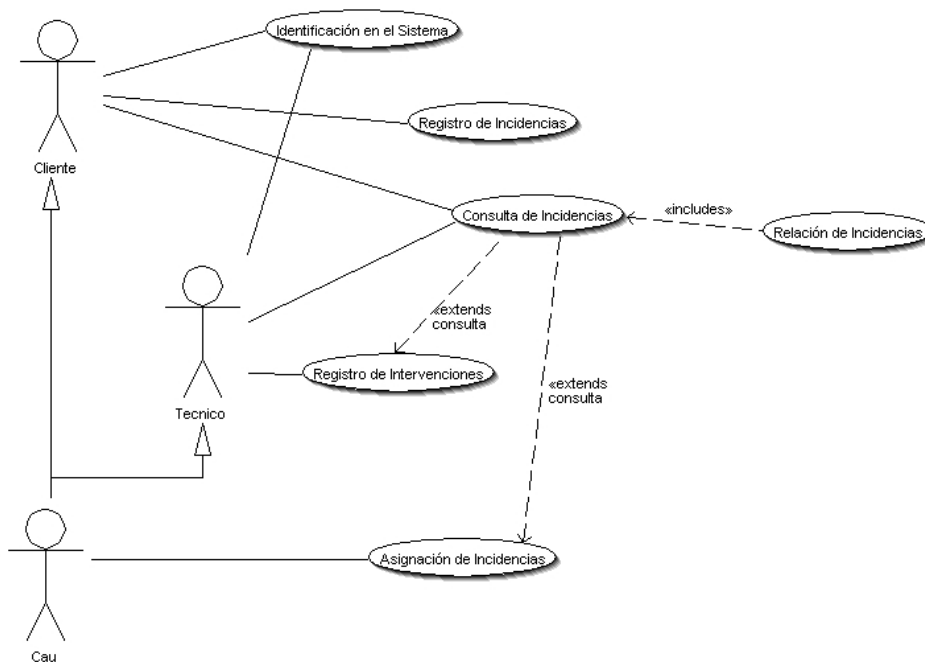 Identificación en el Sistema
Registro de Incidencias
Cliente
Consulta de Incidencias
«includes»
Relación de Incidencias
«extends
consulta
Registro de Intervenciones
«extends
consulta
Tecnico
Asignación de Incidencias
Cau